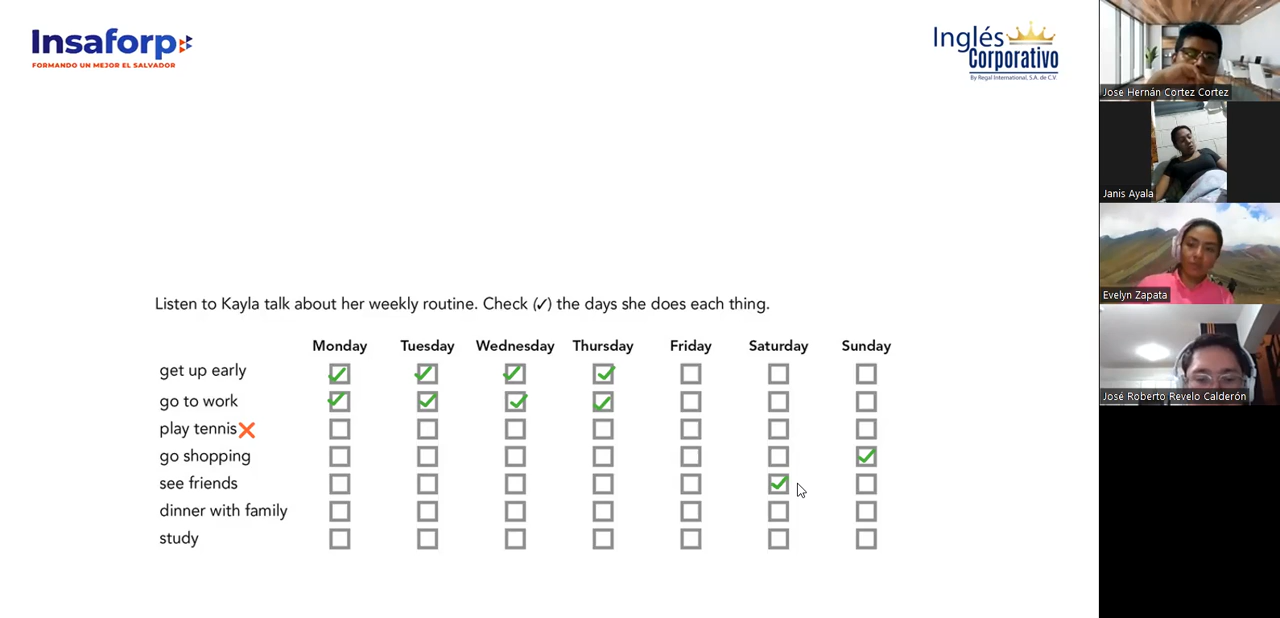 Insaforp
FORMANDO UN MEJOR EL SALVADOR
Inglés
Corporativo
By Regal International, S.A. de C.V.
José Hernán Cortez Cortez
Janis Ayala
Evelyn Zapata
José Roberto Revelo Calderón
Listen to Kayla talk about her weekly routine. Check (✓) the days she does each thing.
Monday Tuesday Wednesday Thursday Friday Saturday Sunday
get up early
go to work
play tennis
go shopping
see friends
dinner with family
study